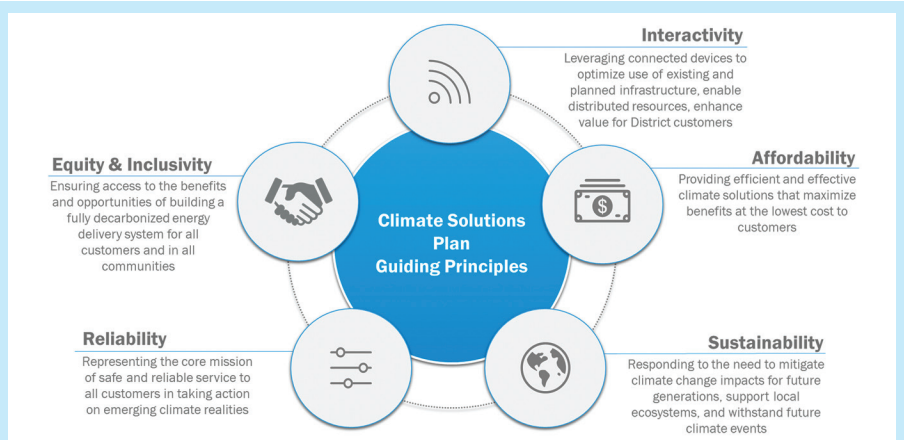 Interactivity
Leveraging connected devices to
optimize use of existing and
planned infrastructure, enable
distributed resources, enhance
value for District customers
Equity & Inclusivity
Ensuring access to the benefits
and opportunities of building a
fully decarbonized energy
delivery system for all
customers and in all
communities
Affordability
Providing efficient and effective
climate solutions that maximize
benefits at the lowest cost to
customers
$
Climate Solutions
Plan
Guiding Principles
Reliability
Representing the core mission
of safe and reliable service to
all customers in taking action
on emerging climate realities
Sustainability
Responding to the need to mitigate
climate change impacts for future
generations, support local
ecosystems, and withstand future
climate events